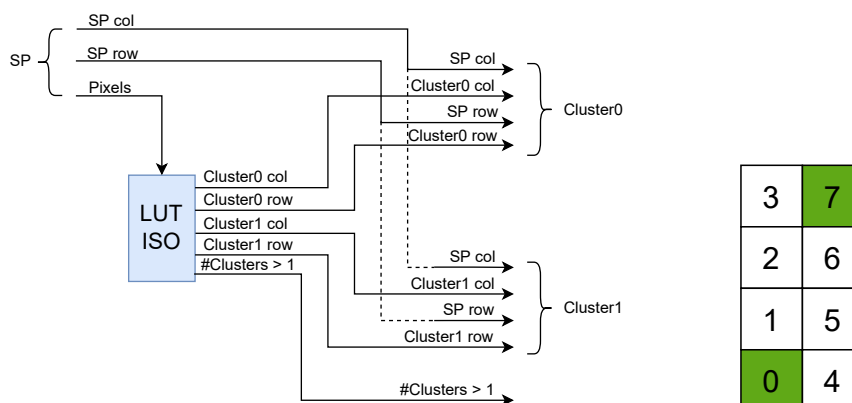 SP col
SP
SP row
Pixels
SP col
Cluster0 col
SP row
Cluster0 row
Cluster0
LUT
ISO
Cluster0 col
Cluster0 row
Cluster1 col
Cluster1 row
#Clusters > 1
SP col
Cluster1 col
SP row
Cluster1 row
Cluster1
#Clusters > 1
3 7
2 6
1 5
0 4